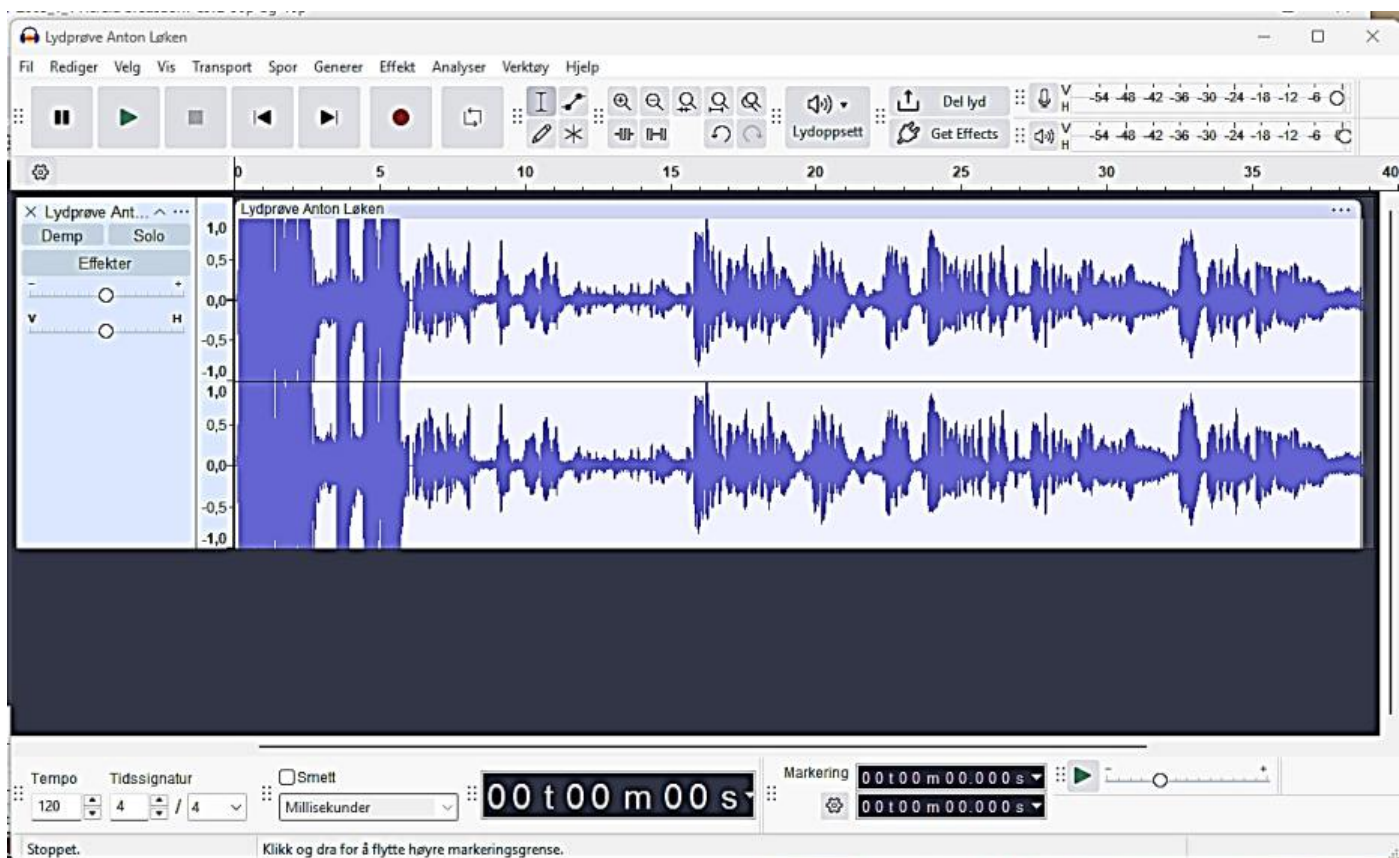 Lydprøve Anton Løken
Fil Rediger Velg Vis Transport Spor Generer Effekt Analyser Verktøy Hjelp
Lydoppsett
Del lyd
Get Effects
V
H
-54 -48 -42 -36 -30 -24 -18 -12 -6
V
H
-54 -48 -42 -36 -30 -24 -18 -12 -6
0 5 10 15 20 25 30 35 40
Lydprøve Ant...
Demp Solo
Effekter
- +
V H
1,0
0,5
0,0
-0,5
-1,0
1,0
0,5
0,0
-0,5
-1,0
Lydprøve Anton Løken
Tempo
120
Tidssignatur
4 / 4
Smett
Millisekunder
00 t 00 m 00 s
Markering
00 t 00 m 00.000 s
00 t 00 m 00.000 s
- +
Stoppet.
Klikk og dra for å flytte høyre markeringsgrense.